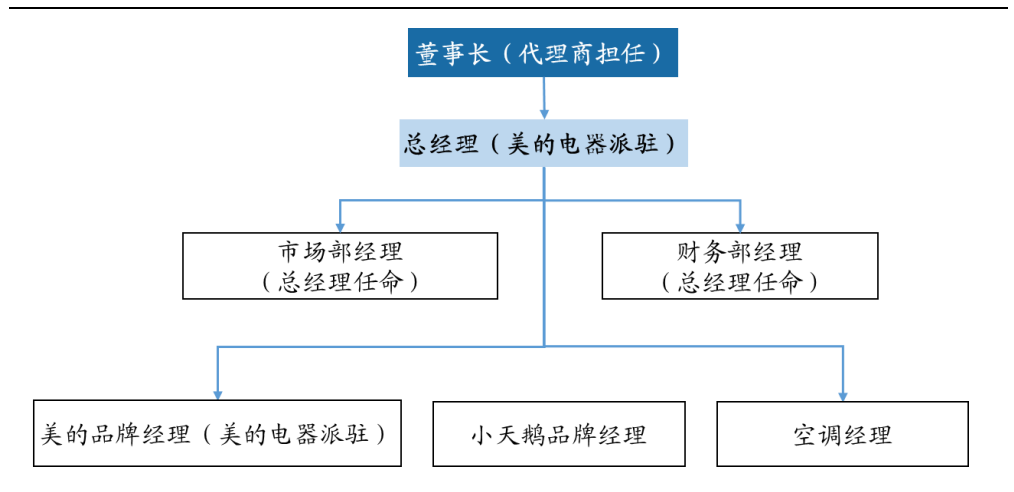 董事长（代理商担任）
总经理（美的电器派驻）
市场部经理
（总经理任命）
财务部经理
（总经理任命）
美的品牌经理（美的电器派驻）
小天鹅品牌经理
空调经理